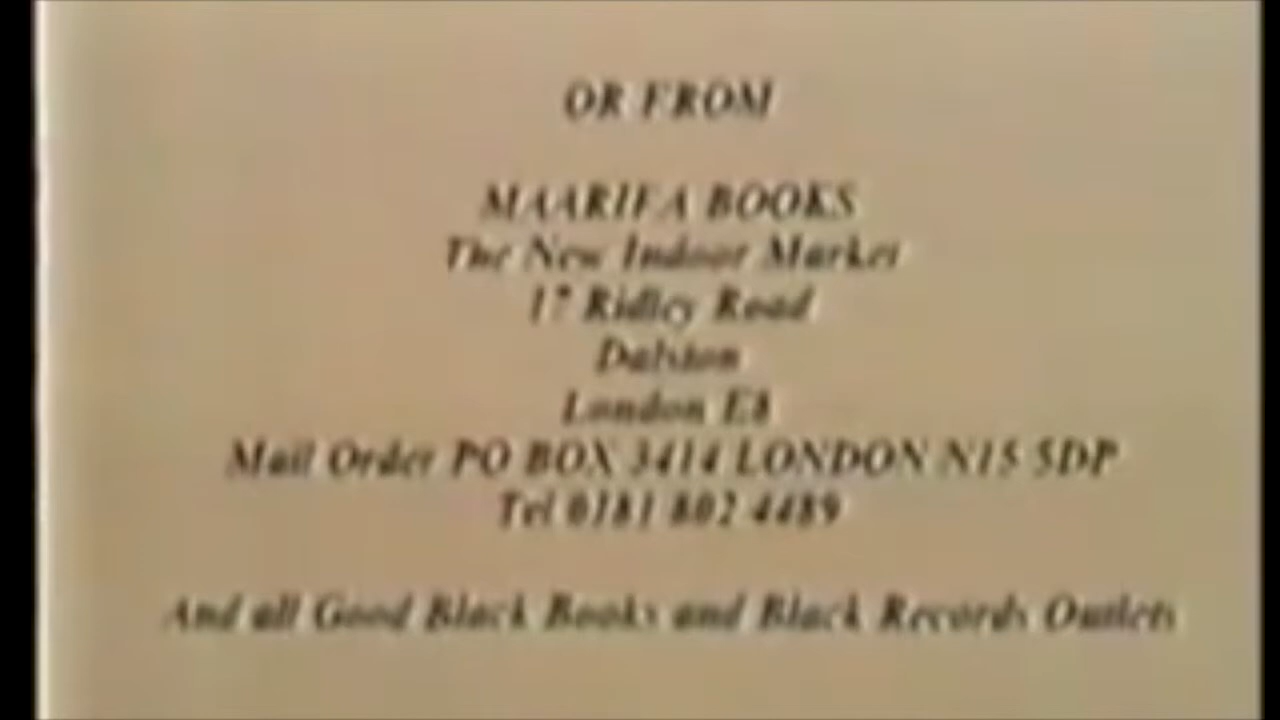 OR FROM
MAARIFA BOOKS
The New Indoor Market
17 Ridley Road
Dalston
London E8
Mail Order PO BOX 3414 LONDON N15 5DP
Tel 0181 802 4489
And all Good Black Books and Black Records Outlets